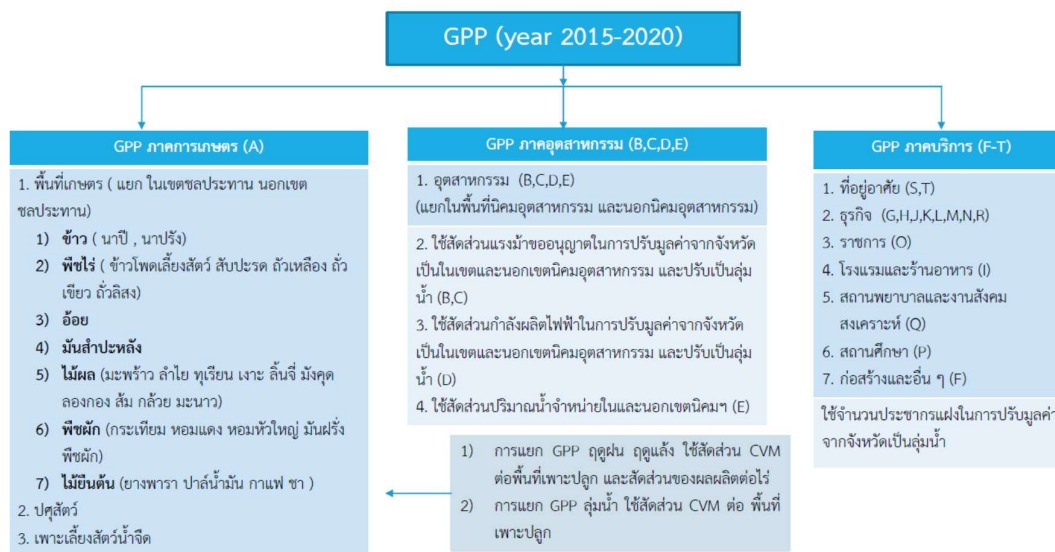 GPP (year 2015-2020)
GPP ภาคการเกษตร (A)
1. พื้นที่เกษตร ( แยก ในเขตชลประทาน นอกเขต
ชลประทาน)
1) ข้าว ( นาปี , นาปรัง)
2) พืชไร่ ( ข้าวโพดเลี้ยงสัตว์ สับปะรด ถั่วเหลือง ถั่ว
เขียว ถั่วลิสง)
3) อ้อย
4) มันสำปะหลัง
5) ไม้ผล (มะพร้าว ลำไย ทุเรียน เงาะ ลิ้นจี่ มังคุด
ลองกอง ส้ม กล้วย มะนาว)
6) พืชผัก (กระเทียม หอมแดง หอมหัวใหญ่ มันฝรั่ง
พืชผัก)
7) ไม้ยืนต้น (ยางพารา ปาล์มน้ำมัน กาแฟ ชา )
2. ปศุสัตว์
3. เพาะเลี้ยงสัตว์น้ำจืด
GPP ภาคอุตสาหกรรม (B,C,D,E)
1. อุตสาหกรรม (B,C,D,E)
(แยกในพื้นที่นิคมอุตสาหกรรม และนอกนิคมอุตสาหกรรม)
2. ใช้สัดส่วนแรงม้าขออนุญาตในการปรับมูลค่าจากจังหวัด
เป็นในเขตและนอกเขตนิคมอุตสาหกรรม และปรับเป็นลุ่ม
น้ำ (B,C)
3. ใช้สัดส่วนกำลังผลิตไฟฟ้าในการปรับมูลค่าจากจังหวัด
เป็นในเขตและนอกเขตนิคมอุตสาหกรรม และปรับเป็นลุ่ม
น้ำ (D)
4. ใช้สัดส่วนปริมาณน้ำจำหน่ายในและนอกเขตนิคมฯ (E)
1) การแยก GPP ฤดูฝน ฤดูแล้ง ใช้สัดส่วน CVM
ต่อพื้นที่เพาะปลูก และสัดส่วนของผลผลิตต่อไร่
2) การแยก GPP ลุ่มน้ำ ใช้สัดส่วน CVM ต่อ พื้นที่
เพาะปลูก
GPP ภาคบริการ (F-T)
1. ที่อยู่อาศัย (S,T)
2. ธุรกิจ (G,H,J,K,L,M,N,R)
3. ราชการ (O)
4. โรงแรมและร้านอาหาร (I)
5. สถานพยาบาลและงานสังคม
สงเคราะห์ (Q)
6. สถานศึกษา (P)
7. ก่อสร้างและอื่น ๆ (F)
ใช้จำนวนประชากรแฝงในการปรับมูลค่า
จากจังหวัดเป็นลุ่มน้ำ